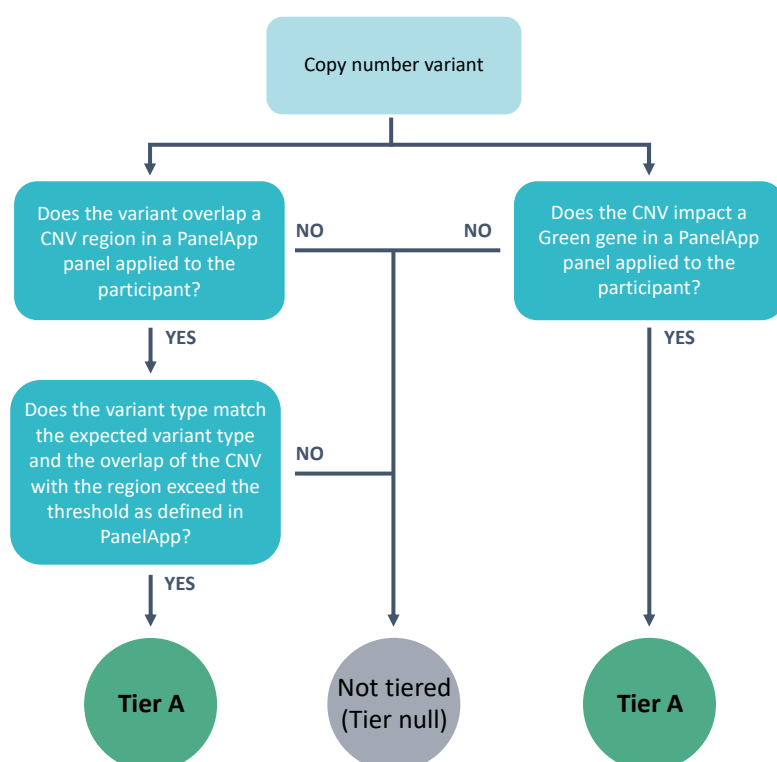 Copy number variant
Does the variant overlap a
CNV region in a PanelApp
panel applied to the
participant?
NO
NO
Does the CNV impact a
Green gene in a PanelApp
panel applied to the
participant?
YES
YES
Does the variant type match
the expected variant type
and the overlap of the CNV
with the region exceed the
threshold as defined in
PanelApp?
NO
YES
Tier A
Not tiered
(Tier null)
Tier A